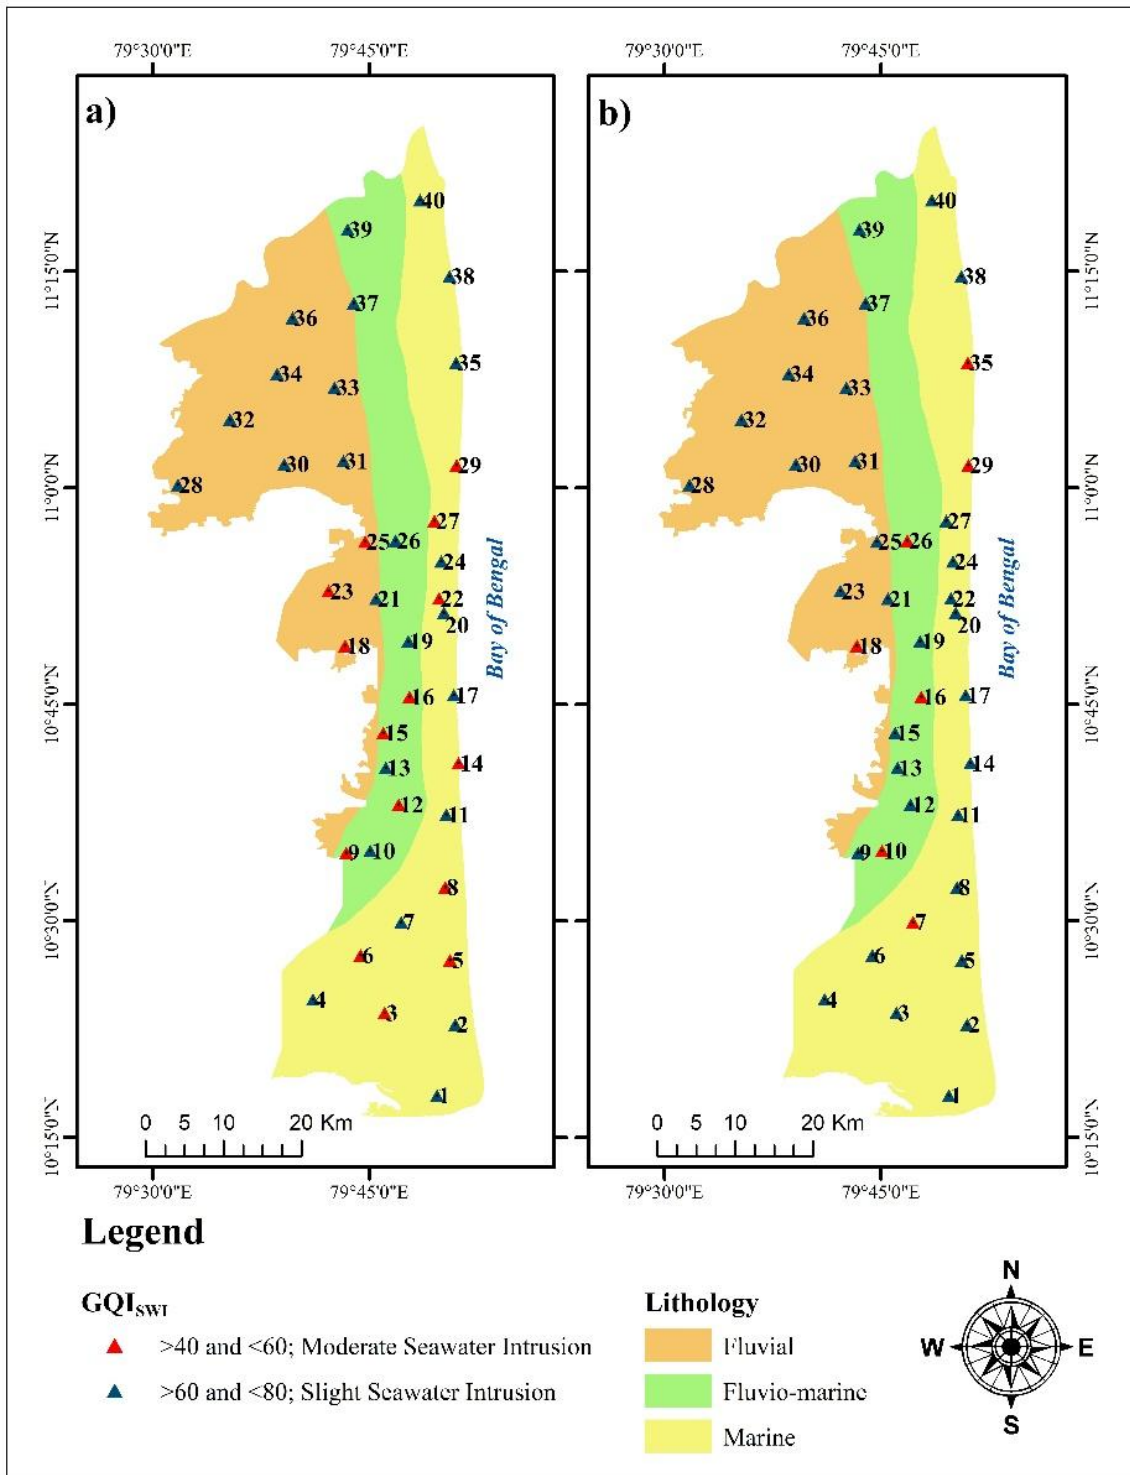 79°30'0"E 79°45'0"E 79°30'0"E 79°45'0"E
a) b)
40 40
39 39
11°15'0"N 38 38 11°15'0"N
37 37
36 36
35 35
34 34
33 33
32 32
31 31
30 29 30 29
28 28
11°0'0"N 11°0'0"N
27 27
25 26 25 26
24 24
23 23
21 22 21 22
20 20
Bay of Bengal Bay of Bengal
19 19
18 18
16 17 16 17
10°45'0"N 10°45'0"N
15 15
14 14
13 13
12 12
11 11
9 10 9 10
8 8
10°30'0"N 7 7 10°30'0"N
6 5 6 5
4 4
3 3
2 2
1 1
0 5 10 20 Km 0 5 10 20 Km
10°15'0"N 10°15'0"N
79°30'0"E 79°45'0"E 79°30'0"E 79°45'0"E
Legend
GQISWI
>40 and <60; Moderate Seawater Intrusion
>60 and <80; Slight Seawater Intrusion
Lithology
Fluvial
Fluvio-marine
Marine
N
W E
S